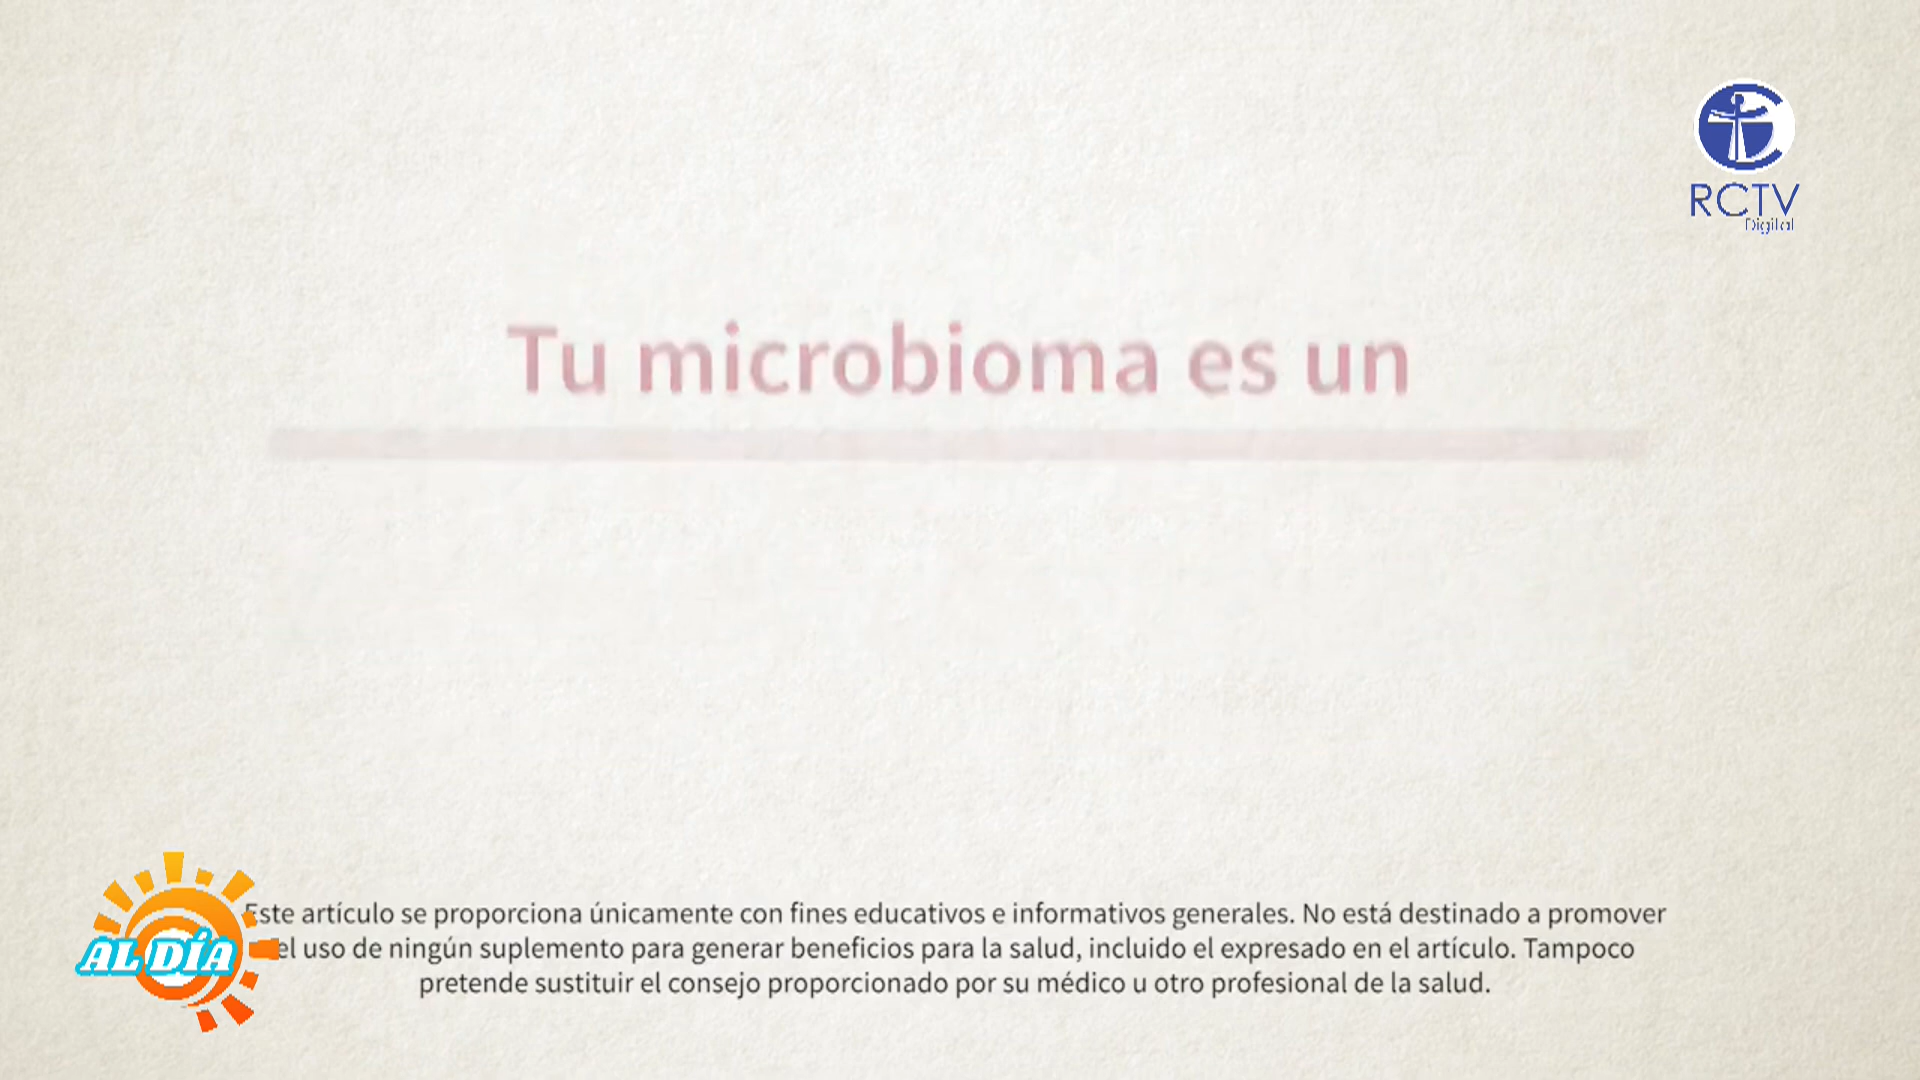 RCTV
Digital
Tu microbioma es un
AL DÍA
Este artículo se proporciona únicamente con fines educativos e informativos generales. No está destinado a promover
el uso de ningún suplemento para generar beneficios para la salud, incluido el expresado en el artículo. Tampoco
pretende sustituir el consejo proporcionado por su médico u otro profesional de la salud.